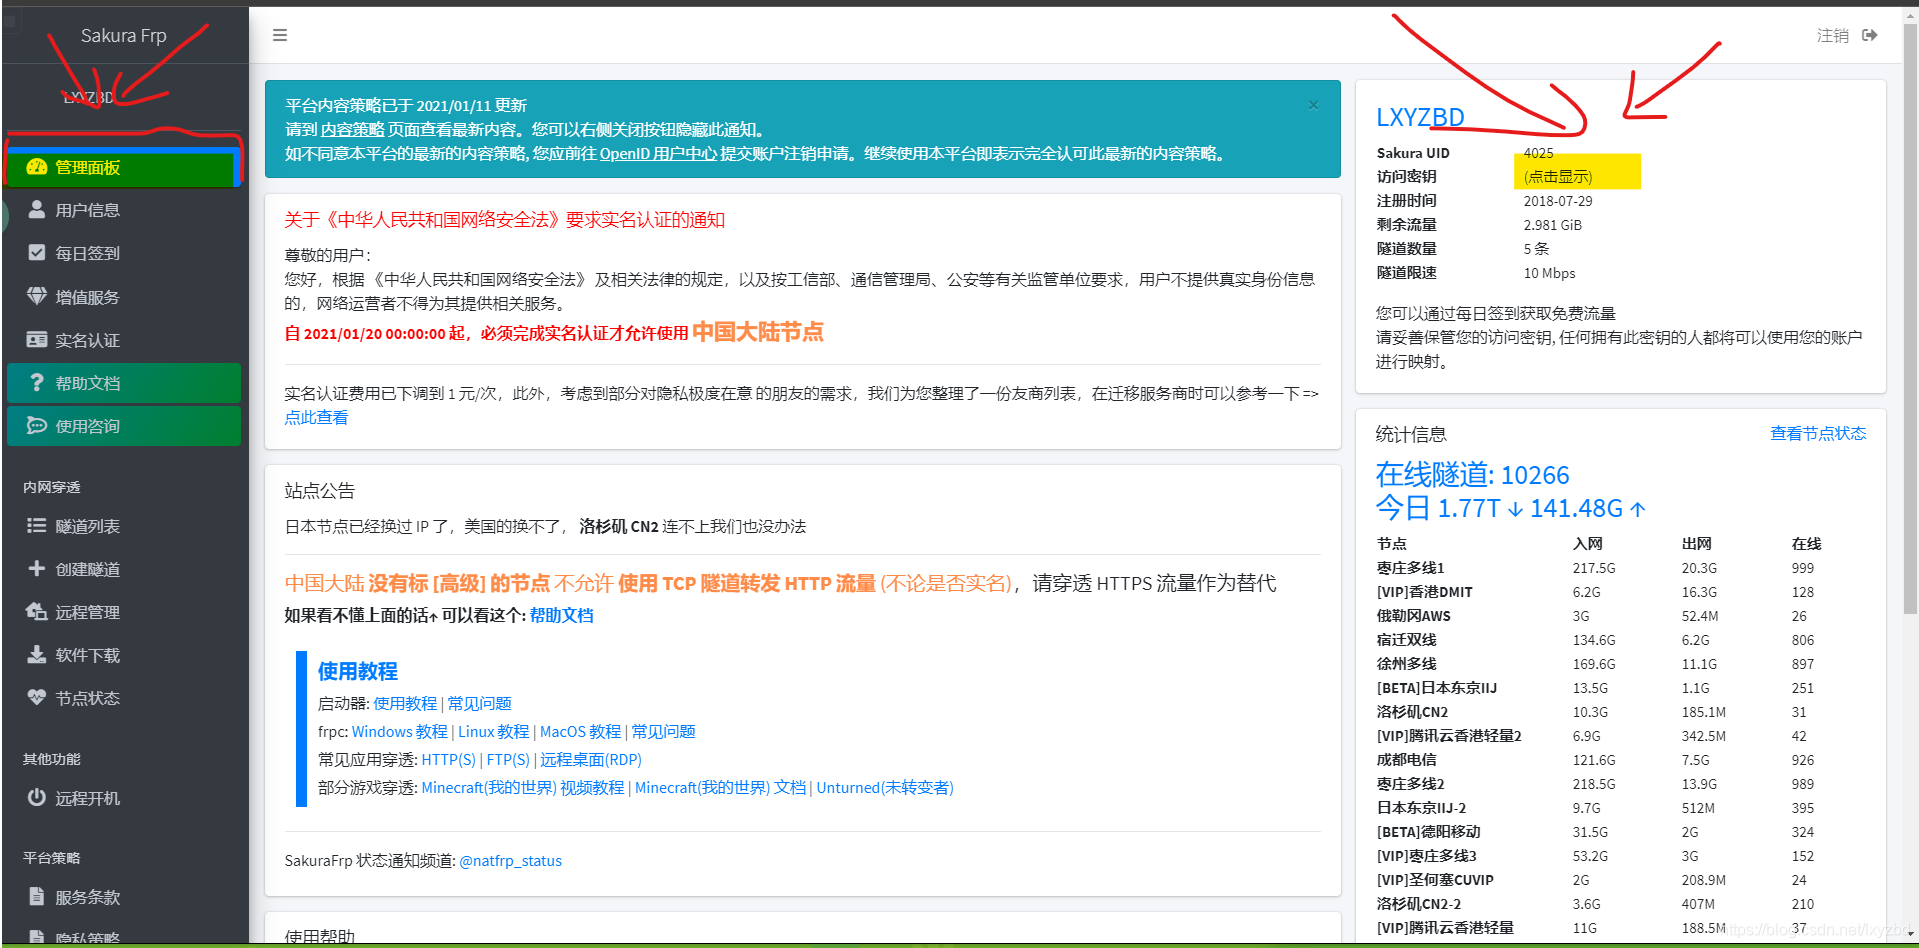 Sakura Frp
LXYZBD
管理面板
用户信息
每日签到
增值服务
实名认证
帮助文档
使用咨询
内网穿透
隧道列表
创建隧道
远程管理
软件下载
节点状态
其他功能
远程开机
平台策略
服务条款
隐私策略
注销
平台内容策略已于 2021/01/11 更新
请到 内容策略 页面查看最新内容。您可以右侧关闭按钮隐藏此通知。
如不同意本平台的最新的内容策略, 您应前往 OpenID 用户中心 提交账户注销申请。继续使用本平台即表示完全认可此最新的内容策略。
×
关于《中华人民共和国网络安全法》要求实名认证的通知
尊敬的用户：
您好，根据 《中华人民共和国网络安全法》 及相关法律的规定，以及按工信部、通信管理局、公安等有关监管单位要求，用户不提供真实身份信息
的，网络运营者不得为其提供相关服务。
自 2021/01/20 00:00:00 起，必须完成实名认证才允许使用 中国大陆节点
实名认证费用已下调到 1 元/次，此外，考虑到部分对隐私极度在意 的朋友的需求，我们为您整理了一份友商列表，在迁移服务商时可以参考一下 =>
点此查看
站点公告
日本节点已经换过 IP 了，美国的换不了， 洛杉矶 CN2 连不上我们也没办法
中国大陆 没有标 [高级] 的节点 不允许 使用 TCP 隧道转发 HTTP 流量 (不论是否实名)，请穿透 HTTPS 流量作为替代
如果看不懂上面的话↑ 可以看这个: 帮助文档
使用教程
启动器: 使用教程 | 常见问题
frpc: Windows 教程 | Linux 教程 | MacOS 教程 | 常见问题
常见应用穿透: HTTP(S) | FTP(S) | 远程桌面(RDP)
部分游戏穿透: Minecraft(我的世界) 视频教程 | Minecraft(我的世界) 文档 | Unturned(未转变者)
SakuraFrp 状态通知频道: @natfrp_status
使用帮助
LXYZBD
Sakura UID 4025
访问密钥 (点击显示)
注册时间 2018-07-29
剩余流量 2.981 GiB
隧道数量 5 条
隧道限速 10 Mbps
您可以通过每日签到获取免费流量
请妥善保管您的访问密钥, 任何拥有此密钥的人都将可以使用您的账户
进行映射。
统计信息 查看节点状态
在线隧道: 10266
今日 1.77T ↓ 141.48G ↑
节点 入网 出网 在线
枣庄多线1 217.5G 20.3G 999
[VIP]香港DMIT 6.2G 16.3G 128
俄勒冈AWS 3G 52.4M 26
宿迁双线 134.6G 6.2G 806
徐州多线 169.6G 11.1G 897
[BETA]日本东京IIJ 13.5G 1.1G 251
洛杉矶CN2 10.3G 185.1M 31
[VIP]腾讯云香港轻量2 6.9G 342.5M 42
成都电信 121.6G 7.5G 926
枣庄多线2 218.5G 13.9G 989
日本东京IIJ-2 9.7G 512M 395
[BETA]德阳移动 31.5G 2G 324
[VIP]枣庄多线3 53.2G 3G 152
[VIP]圣何塞CUVIP 2G 208.9M 24
洛杉矶CN2-2 3.6G 407M 210
[VIP]腾讯云香港轻量 11G 188.5M 37
https://blog.csdn.net/lxyzbd